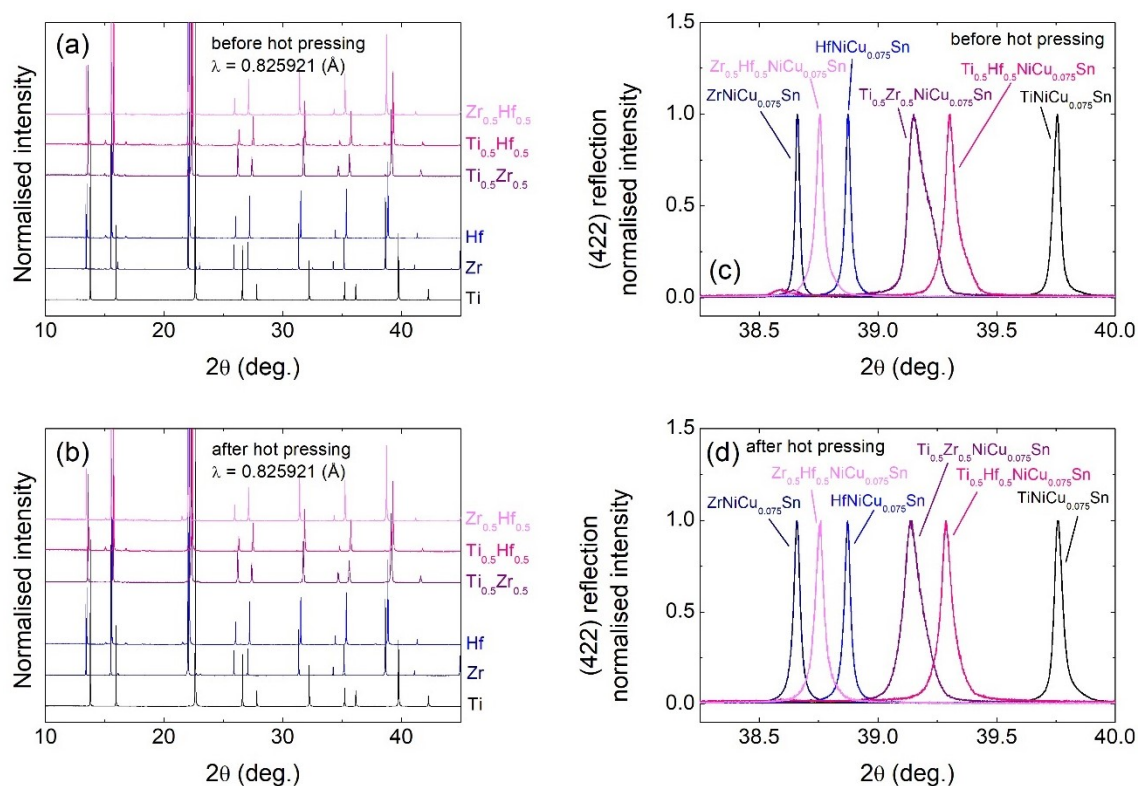 (a)
before hot pressing
λ = 0.825921 (Å)
Normalised intensity
Zr0.5Hf0.5
Ti0.5Hf0.5
Ti0.5Zr0.5
Hf
Zr
Ti
10 20 30 40
2θ (deg.)
(c)
before hot pressing
(422) reflection
normalised intensity
1.5
1.0
0.5
0.0
HfNiCu0.075Sn
Zr0.5Hf0.5NiCu0.075Sn
Ti0.5Hf0.5NiCu0.075Sn
ZrNiCu0.075Sn
Ti0.5Zr0.5NiCu0.075Sn
TiNiCu0.075Sn
38.5 39.0 39.5 40.0
2θ (deg.)
(b)
after hot pressing
λ = 0.825921 (Å)
Normalised intensity
Zr0.5Hf0.5
Ti0.5Hf0.5
Ti0.5Zr0.5
Hf
Zr
Ti
10 20 30 40
2θ (deg.)
(d)
after hot pressing
(422) reflection
normalised intensity
1.5
1.0
0.5
0.0
Ti0.5Zr0.5NiCu0.075Sn
Zr0.5Hf0.5NiCu0.075Sn
Ti0.5Hf0.5NiCu0.075Sn
ZrNiCu0.075Sn
HfNiCu0.075Sn
TiNiCu0.075Sn
38.5 39.0 39.5 40.0
2θ (deg.)